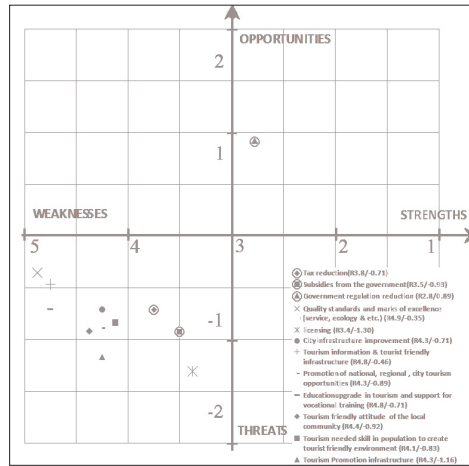 OPPORTUNITIES
2
1
WEAKNESSES
STRENGTHS
5
4
3
2
1
-1
-2
THREATS
Tax reduction(R3.8/-0.71)
Subsidies from the government(R3.5/-0.93)
Government regulation reduction (R2.8/0.89)
Quality standards and marks of excellence
(service, ecology & etc.) (R4.9/-0.35)
licensing (R3.4/-1.30)
City infrastructure improvement (R4.3/-0.71)
Tourism information & tourist friendly
infrastructure (R4.8/-0.46)
Promotion of national, regional , city tourism
opportunities (R4.3/-0.89)
Educationupgrade in tourism and support for
vocational training (R4.8/-0.71)
Tourism friendly attitude of the local
community (R4.4/-0.92)
Tourism needed skill in population to create
tourist friendly environment (R4.1/-0.83)
Tourism Promotion infrastructure (R4.3/-1.16)